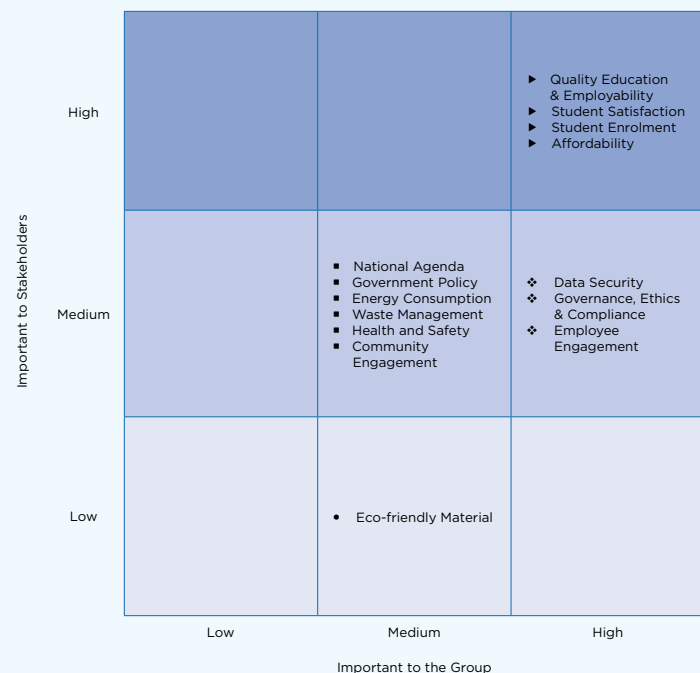 Important to Stakeholders
High
▶ Quality Education
& Employability
▶ Student Satisfaction
▶ Student Enrolment
▶ Affordability
Medium
■ National Agenda
■ Government Policy
■ Energy Consumption
■ Waste Management
■ Health and Safety
■ Community
Engagement
❖ Data Security
❖ Governance, Ethics
& Compliance
❖ Employee
Engagement
Low
• Eco-friendly Material
Low
Medium
High
Important to the Group